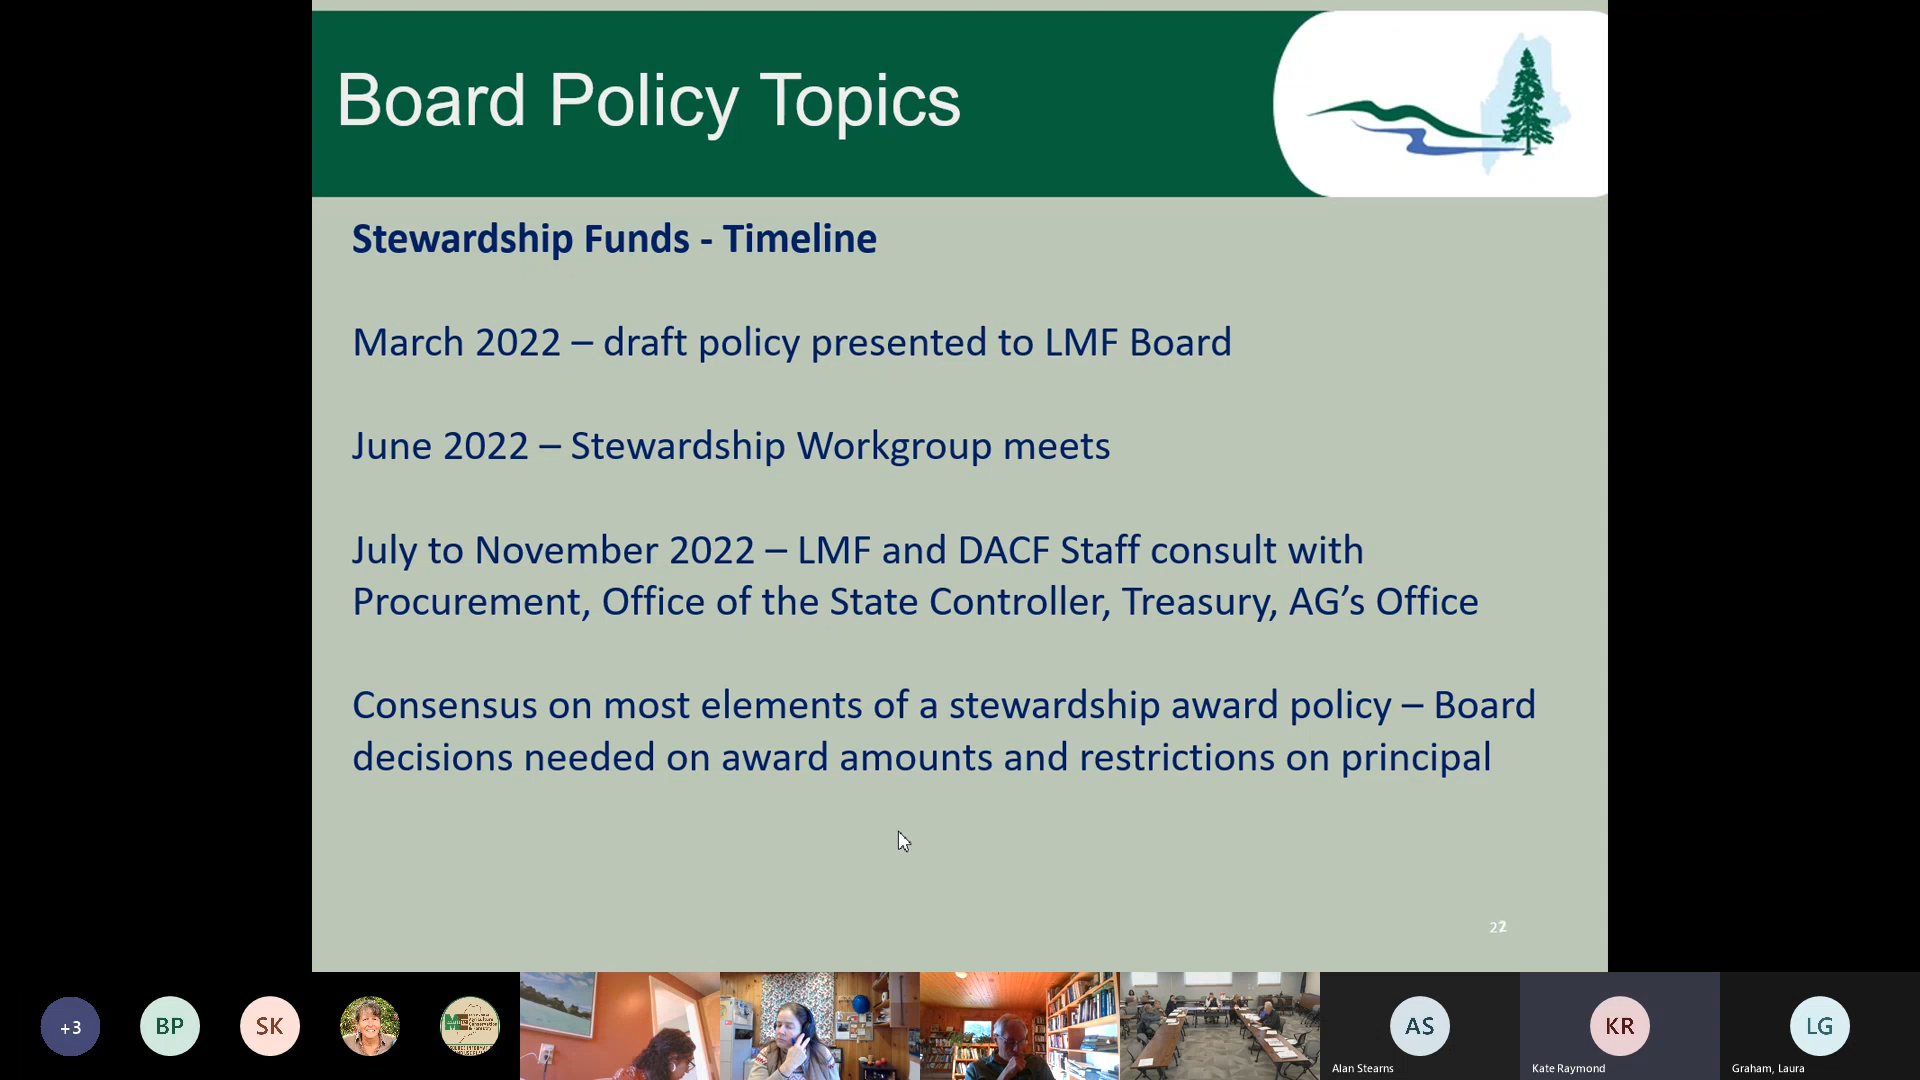 Board Policy Topics
Stewardship Funds - Timeline
March 2022 – draft policy presented to LMF Board
June 2022 – Stewardship Workgroup meets
July to November 2022 – LMF and DACF Staff consult with
Procurement, Office of the State Controller, Treasury, AG's Office
Consensus on most elements of a stewardship award policy – Board
decisions needed on award amounts and restrictions on principal
22
+3
BP
SK
AS
KR
LG
Alan Stearns
Kate Raymond
Graham, Laura